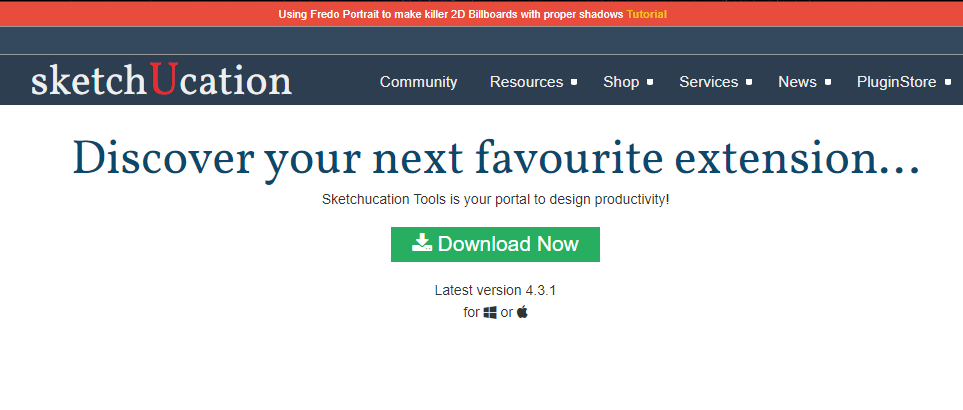 Using Fredo Portrait to make killer 2D Billboards with proper shadows Tutorial
sketchUcation Community Resources Shop Services News PluginStore
Discover your next favourite extension...
Sketchucation Tools is your portal to design productivity!
Download Now
Latest version 4.3.1
for or